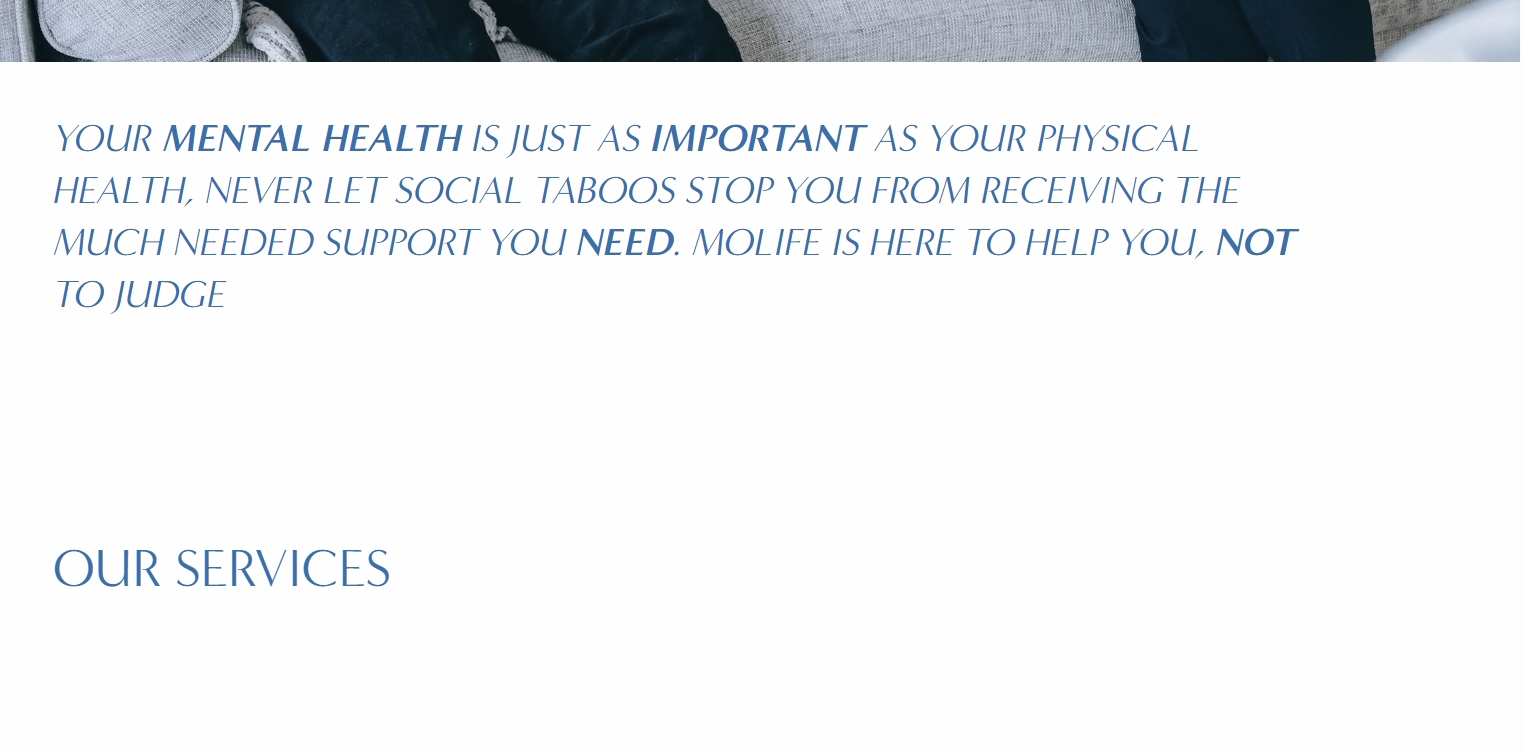 YOUR MENTAL HEALTH IS JUST AS IMPORTANT AS YOUR PHYSICAL
HEALTH, NEVER LET SOCIAL TABOOS STOP YOU FROM RECEIVING THE
MUCH NEEDED SUPPORT YOU NEED. MOLIFE IS HERE TO HELP YOU, NOT
TO JUDGE
OUR SERVICES